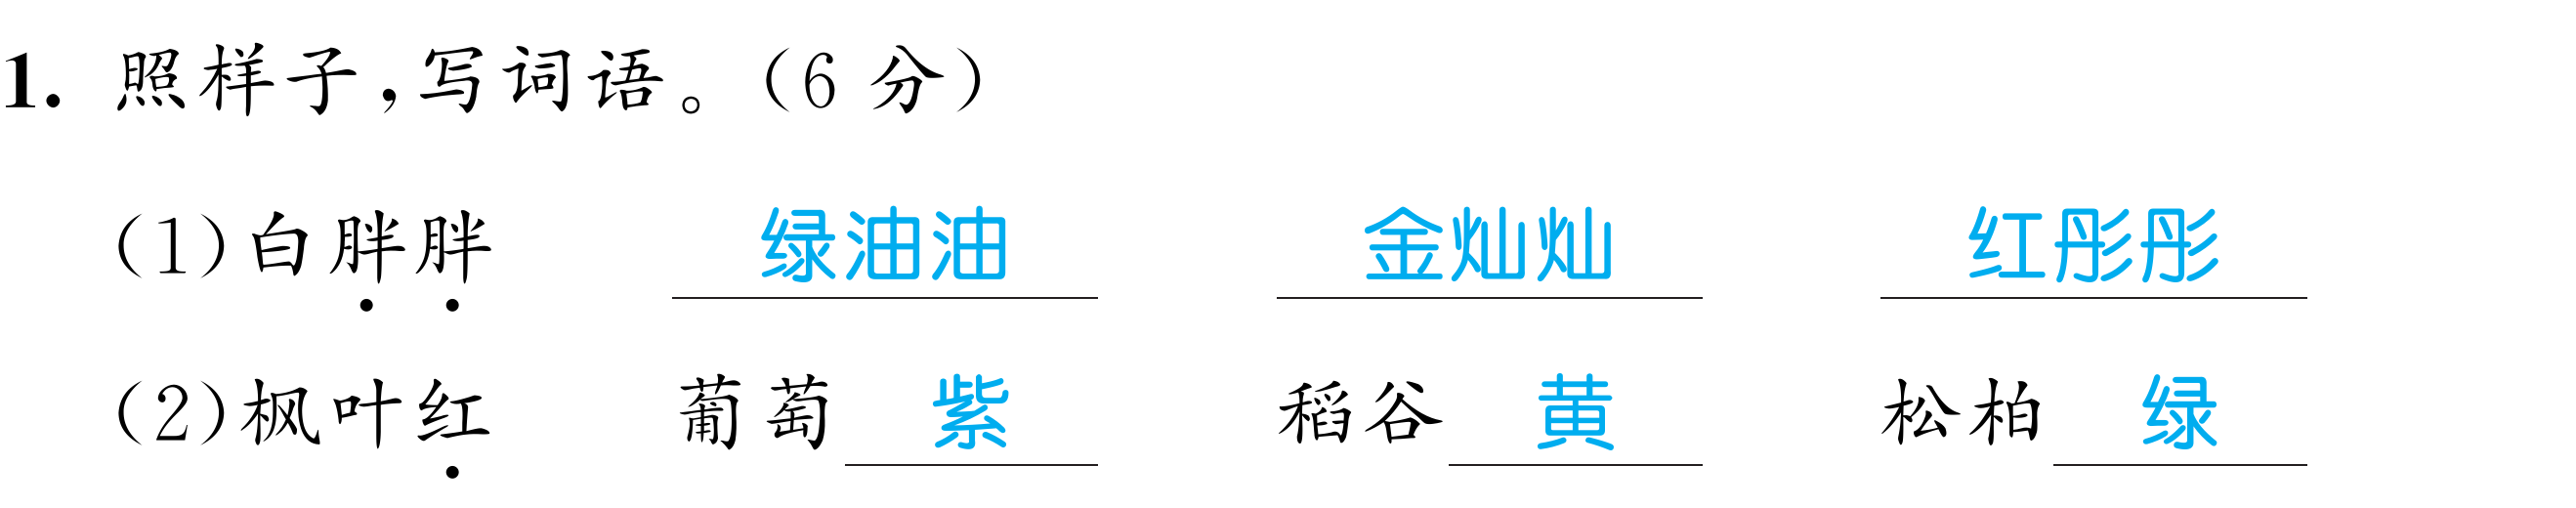 1. 照样子,写词语。(6 分)
(1)白胖胖 绿油油 金灿灿 红彤彤
(2)枫叶红 葡萄 紫 稻谷 黄 松柏 绿